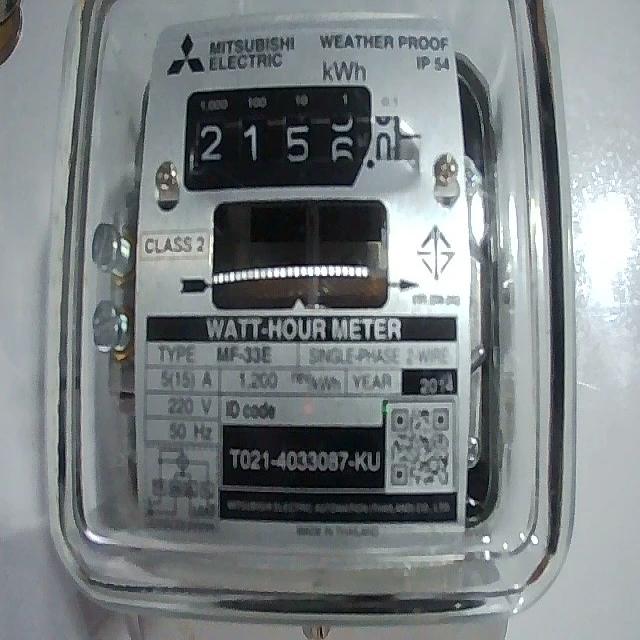 MITSUBISHI ELECTRIC
WEATHER PROOF
IP 54
kWh
1,000 100 10 1 0.1
2 1 5
CLASS 2
WATT-HOUR METER
TYPE MF-33E SINGLE-PHASE 2-WIRE
5(15) A 1,200 rev/kWh YEAR 2014
220 V ID code
50 Hz
T021-4033087-KU
MADE IN THAILAND